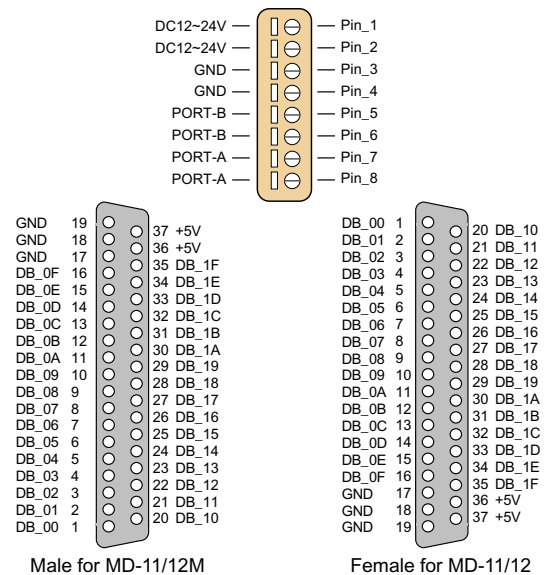 DC12~24V Pin_1
DC12~24V Pin_2
GND Pin_3
GND Pin_4
PORT-B Pin_5
PORT-B Pin_6
PORT-A Pin_7
PORT-A Pin_8
GND 19
GND 18
GND 17
DB_0F 16
DB_0E 15
DB_0D 14
DB_0C 13
DB_0B 12
DB_0A 11
DB_09 10
DB_08 9
DB_07 8
DB_06 7
DB_05 6
DB_04 5
DB_03 4
DB_02 3
DB_01 2
DB_00 1
37 +5V
36 +5V
35 DB_1F
34 DB_1E
33 DB_1D
32 DB_1C
31 DB_1B
30 DB_1A
29 DB_19
28 DB_18
27 DB_17
26 DB_16
25 DB_15
24 DB_14
23 DB_13
22 DB_12
21 DB_11
20 DB_10
Male for MD-11/12M
DB_00 1
DB_01 2
DB_02 3
DB_03 4
DB_04 5
DB_05 6
DB_06 7
DB_07 8
DB_08 9
DB_09 10
DB_0A 11
DB_0B 12
DB_0C 13
DB_0D 14
DB_0E 15
DB_0F 16
GND 17
GND 18
GND 19
20 DB_10
21 DB_11
22 DB_12
23 DB_13
24 DB_14
25 DB_15
26 DB_16
27 DB_17
28 DB_18
29 DB_19
30 DB_1A
31 DB_1B
32 DB_1C
33 DB_1D
34 DB_1E
35 DB_1F
36 +5V
37 +5V
Female for MD-11/12